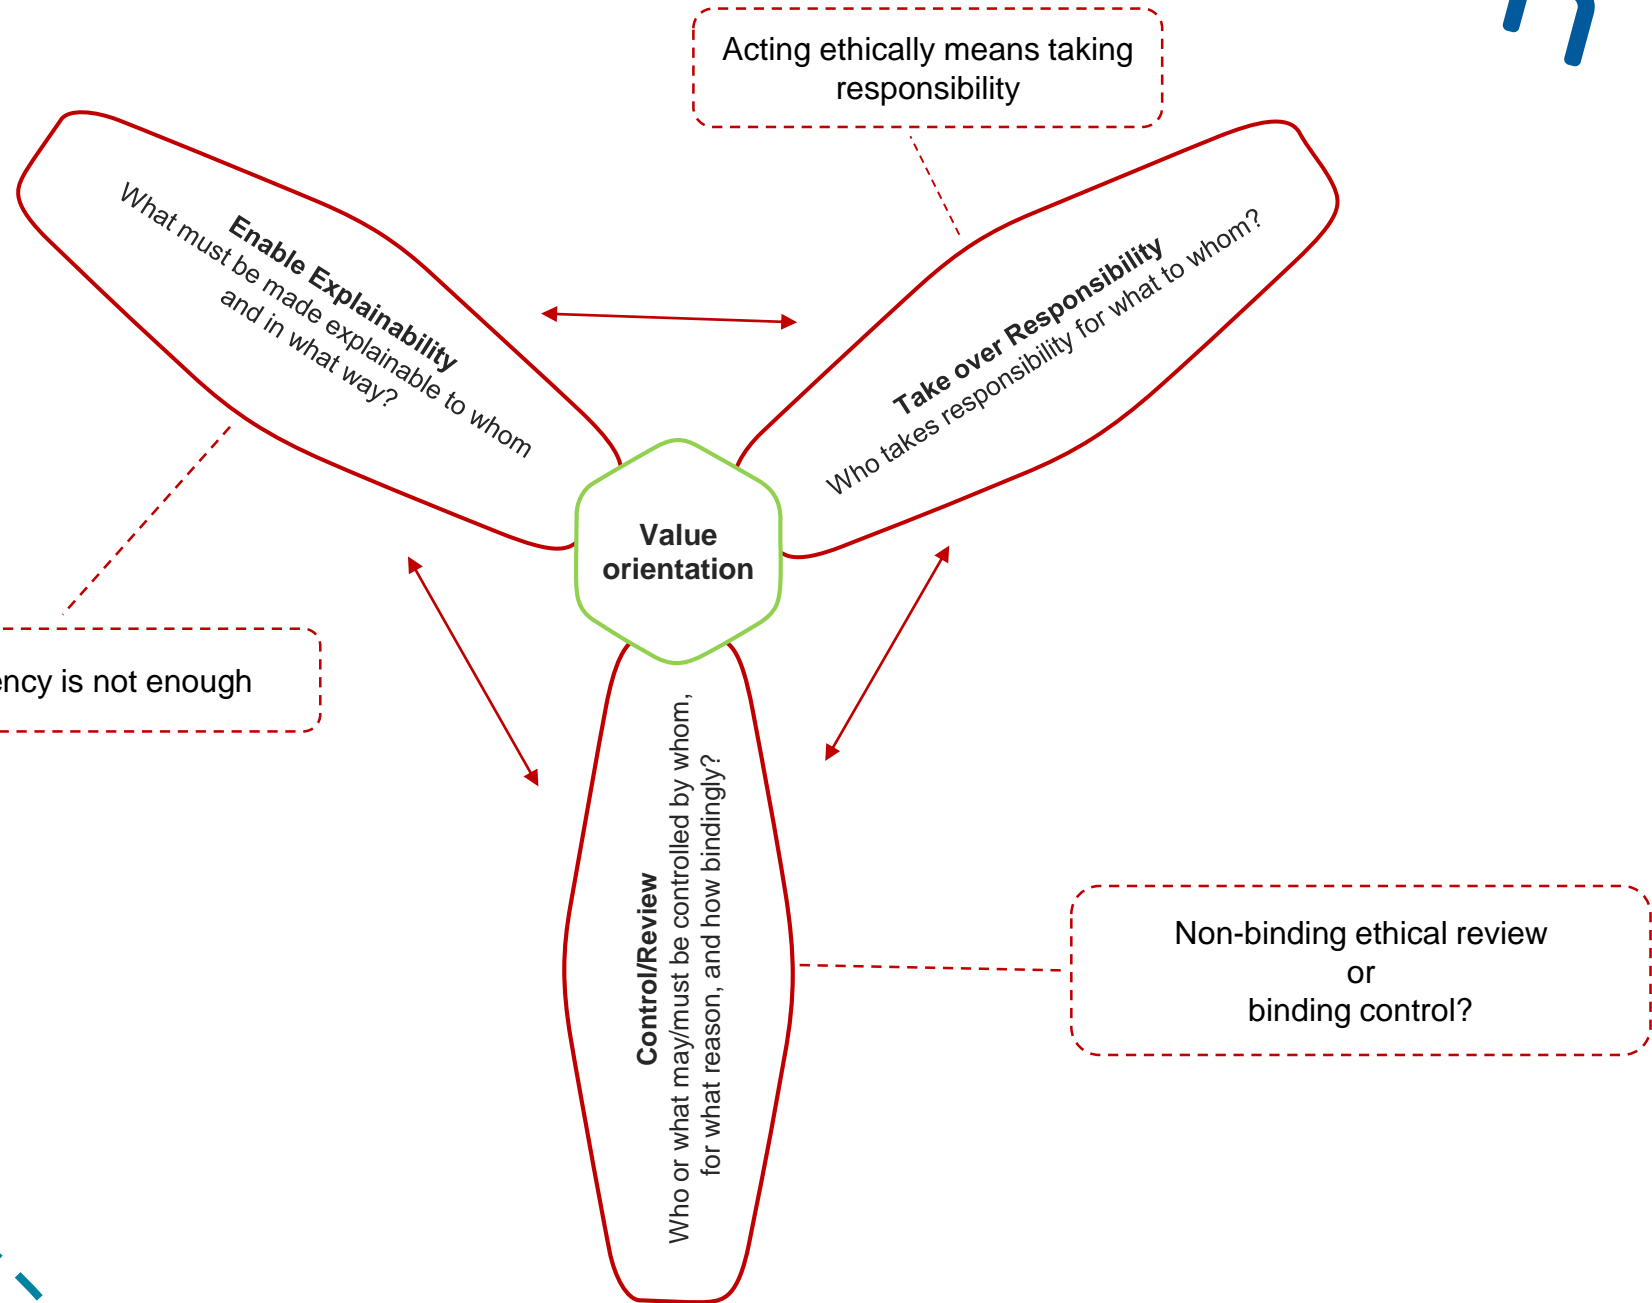 Acting ethically means taking
responsibility
Enable Explainability
What must be made explainable to whom
and in what way?
Take over Responsibility
Who takes responsibility for what to whom?
Value
orientation
is not enough
Control/Review
Who or what may/must be controlled by whom,
for what reason, and how bindingly?
Non-binding ethical review
or
binding control?